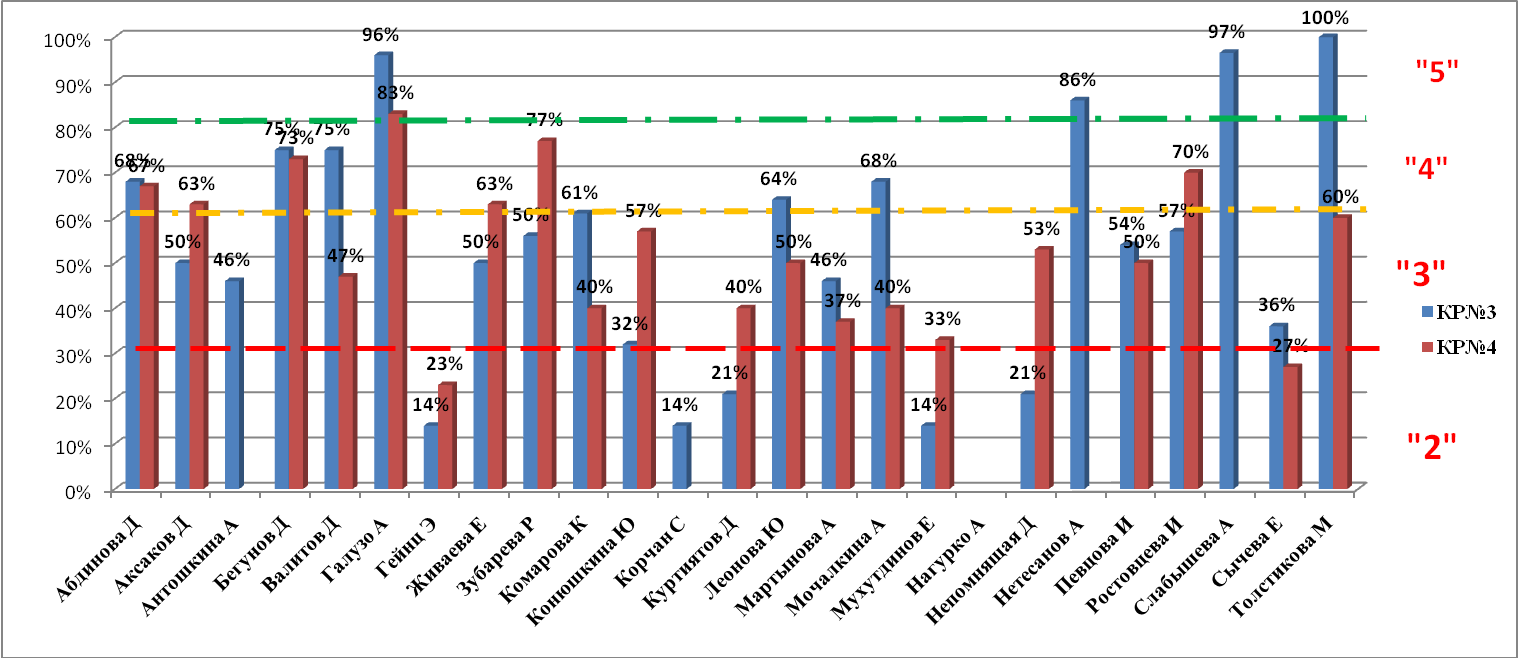 100%
90%
80%
70%
60%
50%
40%
30%
20%
10%
0%
68%
67%
50%
63%
46%
75%
73%
75%
47%
96%
83%
14%
23%
50%
63%
56%
77%
61%
40%
32%
57%
14%
21%
40%
64%
50%
46%
37%
68%
40%
14%
33%
21%
53%
86%
54%
50%
57%
70%
97%
36%
27%
100%
60%
"5"
"4"
"3"
"2"
КР№3
КР№4
Абдинова Д
Аксаков Д
Антошкина А
Бегунов Д
Валитов Д
Галузо А
Гейнц Э
Живаева Е
Зубарева Р
Комарова К
Конюшкина Ю
Корчан С
Куртиятов Д
Леонова Ю
Мартынова А
Мочалкина А
Мухутдинов Е
Нагурко А
Непомнящая Д
Нетесанов А
Певцова И
Ростовцева И
Слабышева А
Сычева Е
Толстикова М